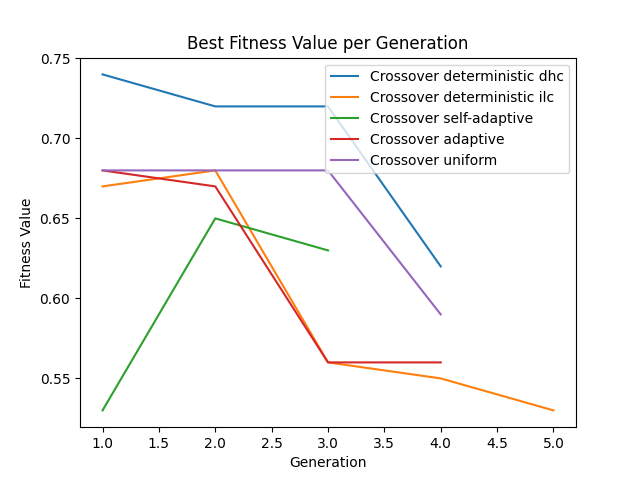 Best Fitness Value per Generation
0.75
0.70
0.65
0.60
0.55
Fitness Value
Crossover deterministic dhc
Crossover deterministic ilc
Crossover self-adaptive
Crossover adaptive
Crossover uniform
1.0 1.5 2.0 2.5 3.0 3.5 4.0 4.5 5.0
Generation